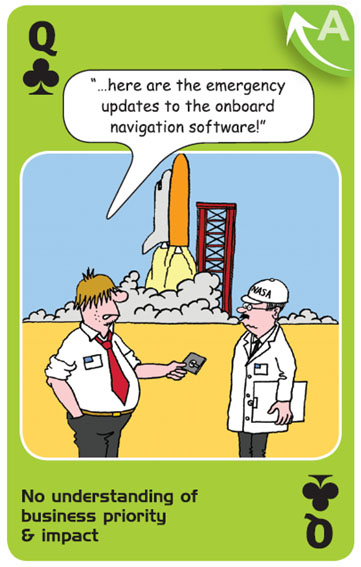 Q
A
"...here are the emergency
updates to the onboard
navigation software!"
NASA
No understanding of
business priority
& impact
Q